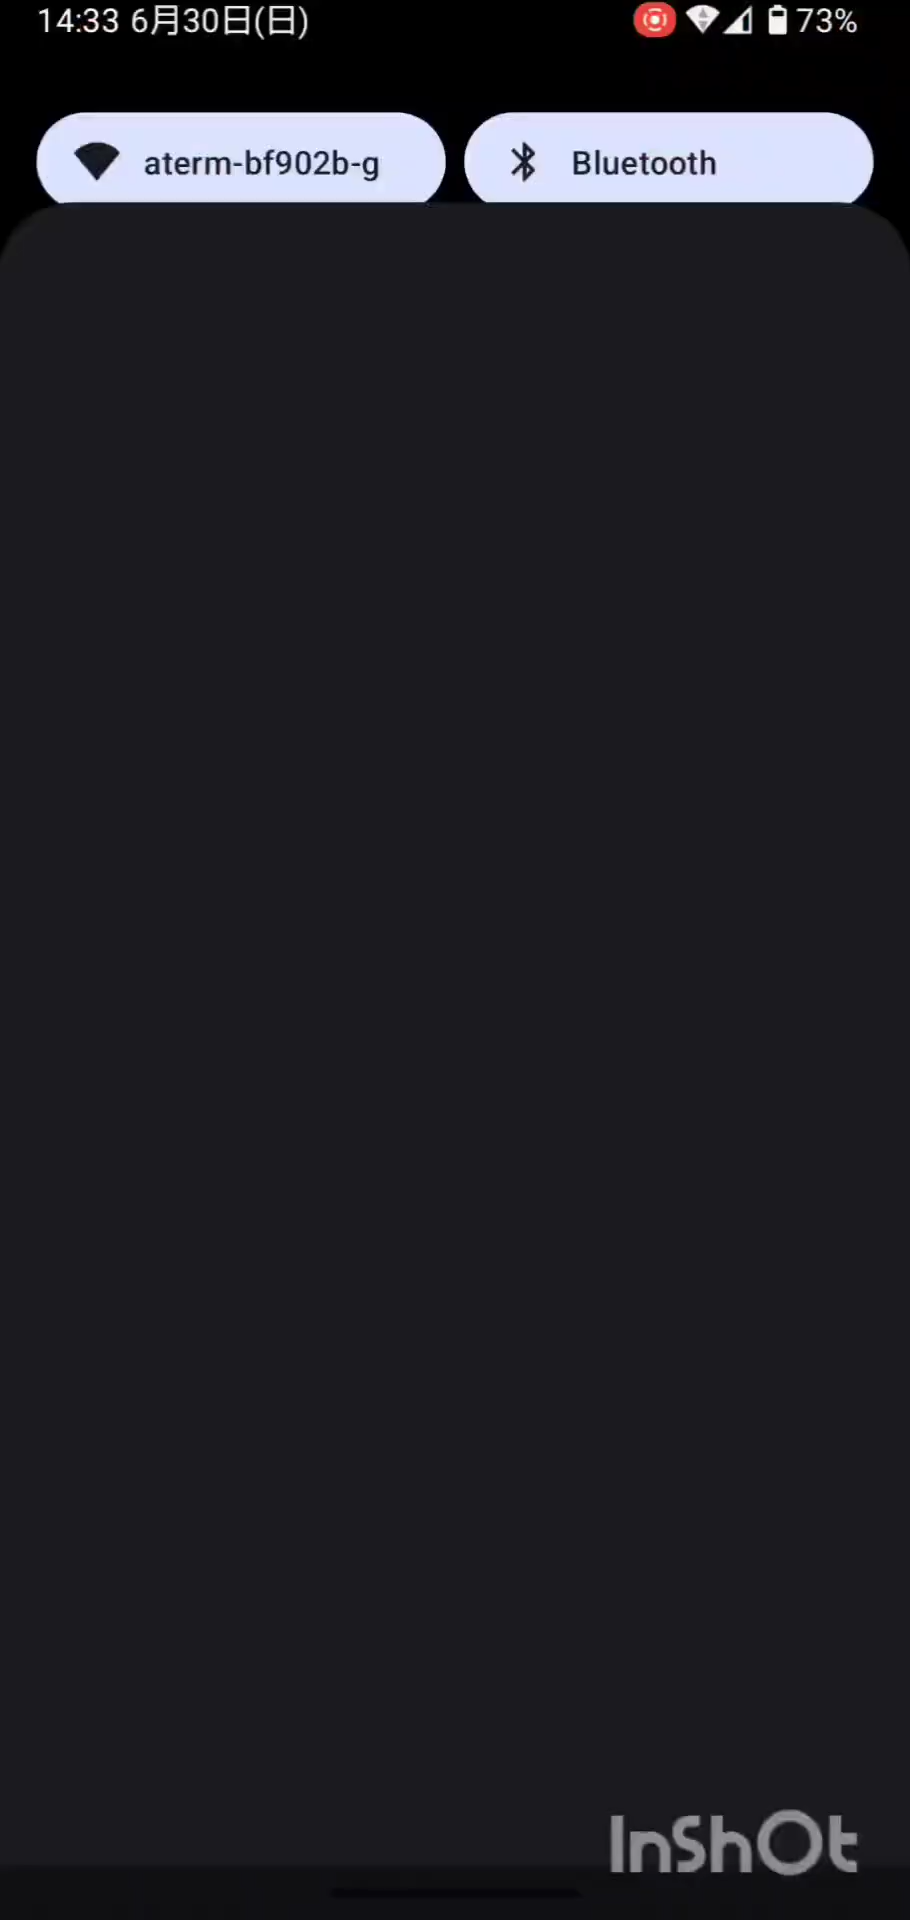 14:33 6月30日(日)
73%
aterm-bf902b-g
Bluetooth
InShOt